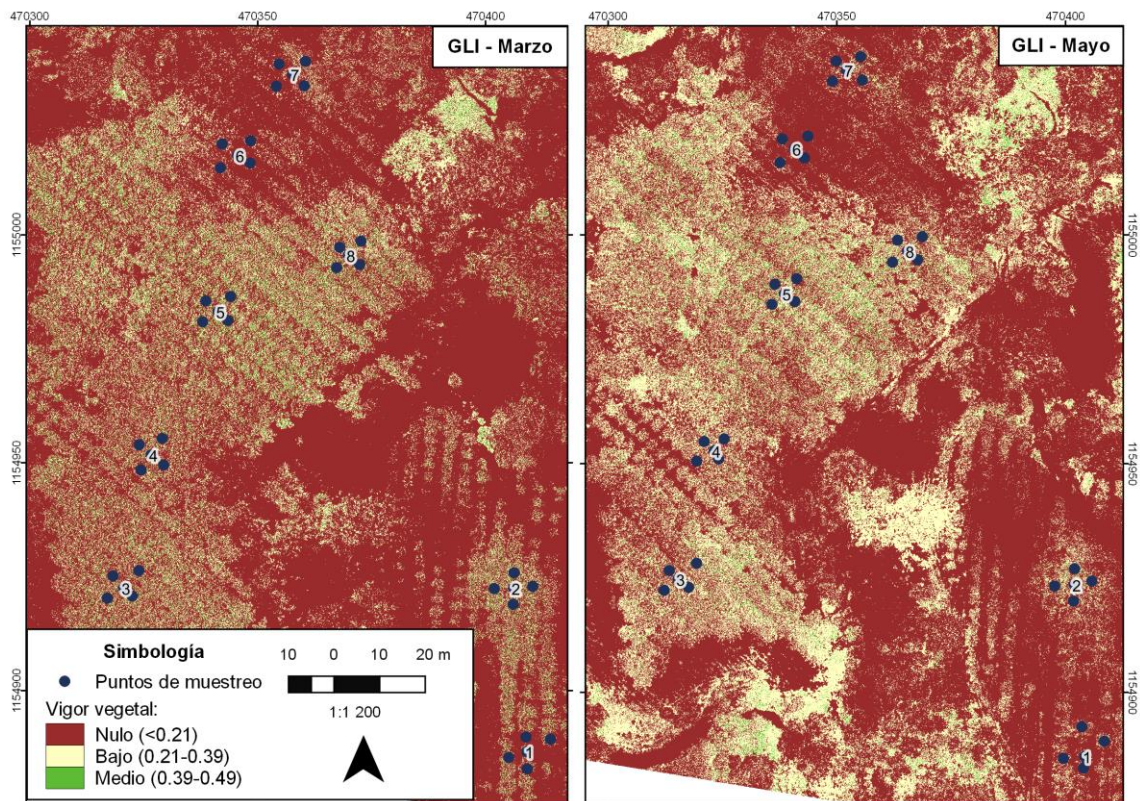 470300 470350 470400
GLI - Marzo
7
6
1155000
8
5
1154950
4
3
2
1
Simbología
10 0 10 20 m
Puntos de muestreo
1:1 200
Vigor vegetal:
Nulo (<0.21)
Bajo (0.21-0.39)
Medio (0.39-0.49)
470300 470350 470400
GLI - Mayo
7
6
1155000
8
5
4
1154950
3
2
1154900
1